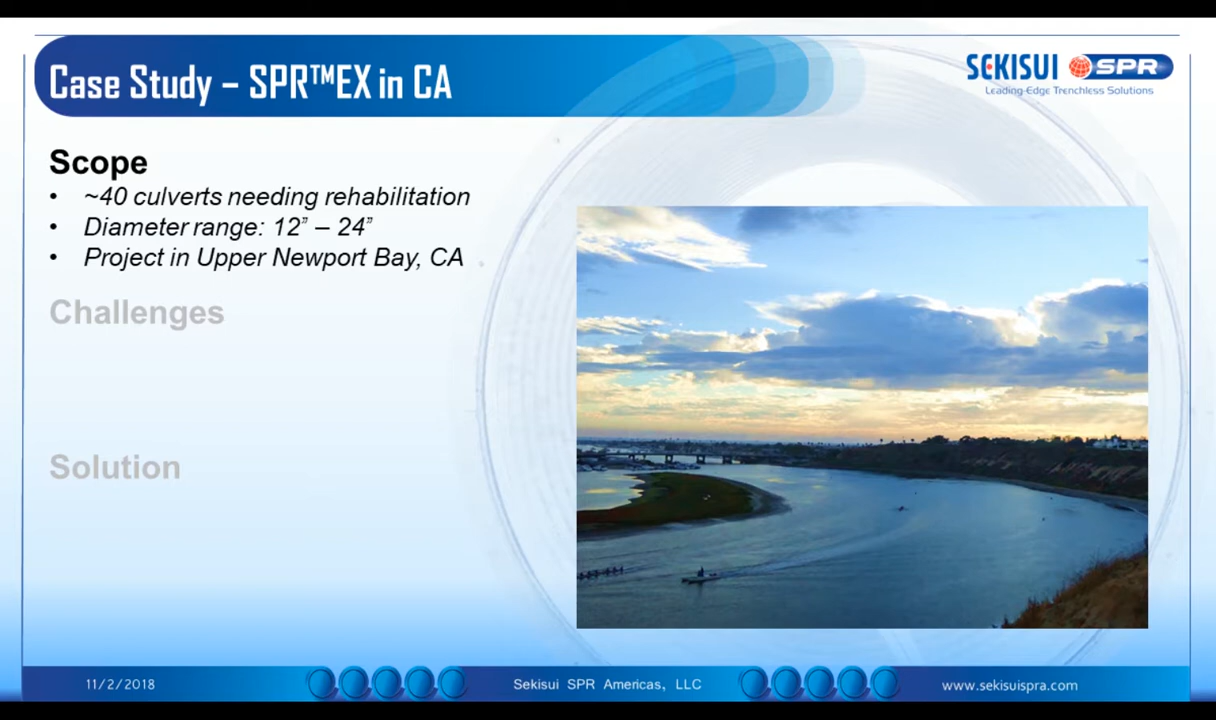 Case Study – SPR™EX in CA
SEKISUI SPR
Leading-Edge Trenchless Solutions
Scope
• ~40 culverts needing rehabilitation
• Diameter range: 12” – 24”
• Project in Upper Newport Bay, CA
Challenges
Solution
11/2/2018
Sekisui SPR Americas, LLC
www.sekisuispra.com